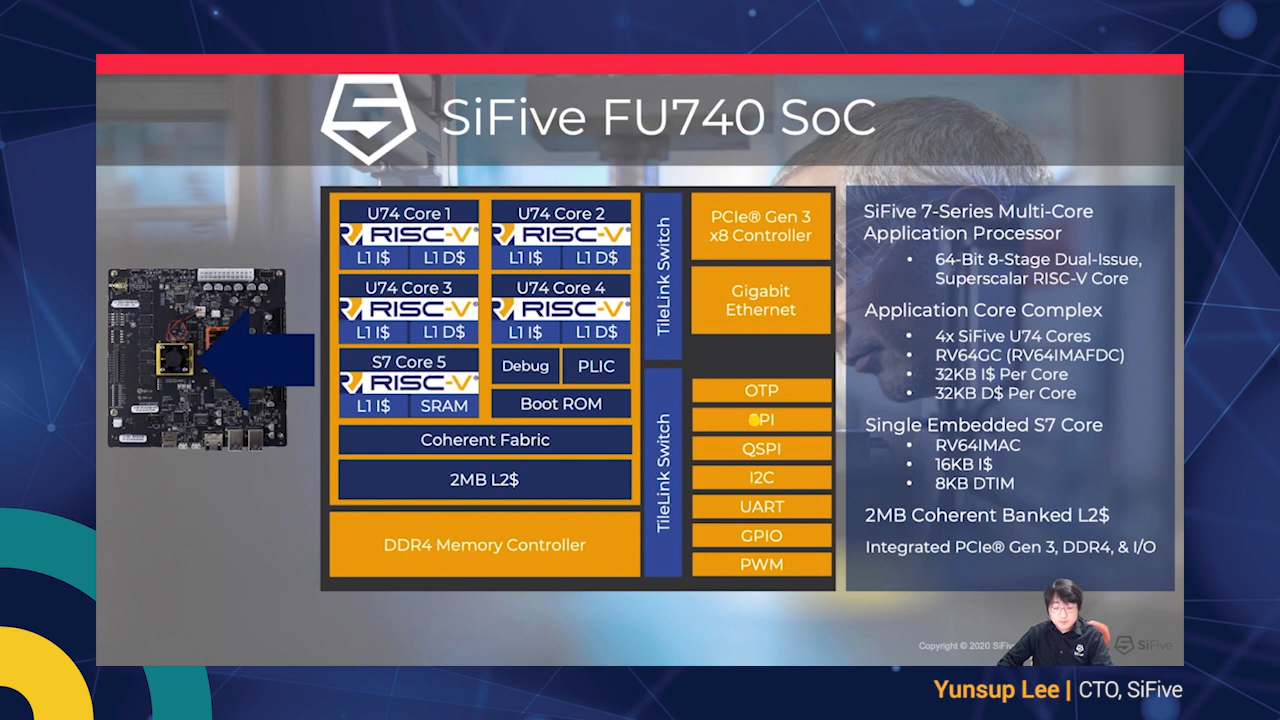 SiFive FU740 SoC
U74 Core 1
RISC-V®
L1 I$
L1 D$
U74 Core 2
RISC-V®
L1 I$
L1 D$
U74 Core 3
RISC-V®
L1 I$
L1 D$
U74 Core 4
RISC-V®
L1 I$
L1 D$
S7 Core 5
RISC-V®
L1 I$
SRAM
Debug
PLIC
Boot ROM
Coherent Fabric
2MB L2$
DDR4 Memory Controller
TileLink Switch
TileLink Switch
PCIe® Gen 3
x8 Controller
Gigabit
Ethernet
OTP
SPI
QSPI
I2C
UART
GPIO
PWM
SiFive 7-Series Multi-Core
Application Processor
• 64-Bit 8-Stage Dual-Issue,
Superscalar RISC-V Core
Application Core Complex
• 4x SiFive U74 Cores
• RV64GC (RV64IMAFDC)
• 32KB I$ Per Core
• 32KB D$ Per Core
Single Embedded S7 Core
• RV64IMAC
• 16KB I$
• 8KB DTIM
2MB Coherent Banked L2$
Integrated PCIe® Gen 3, DDR4, & I/O
Copyright © 2020 SiFiv
SiFive
Yunsup Lee | CTO, SiFive